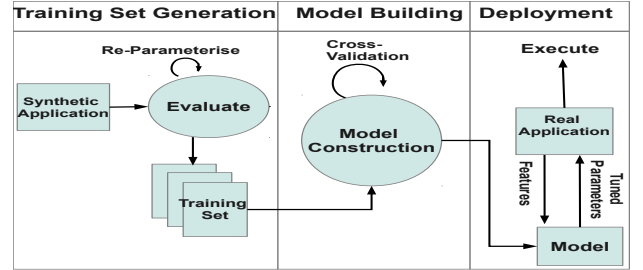 Training Set Generation
Model Building
Deployment
Re-Parameterise
Synthetic
Application
Evaluate
Training
Set
Cross-
Validation
Model
Construction
Execute
Real
Application
Features
Tuned
Parameters
Model